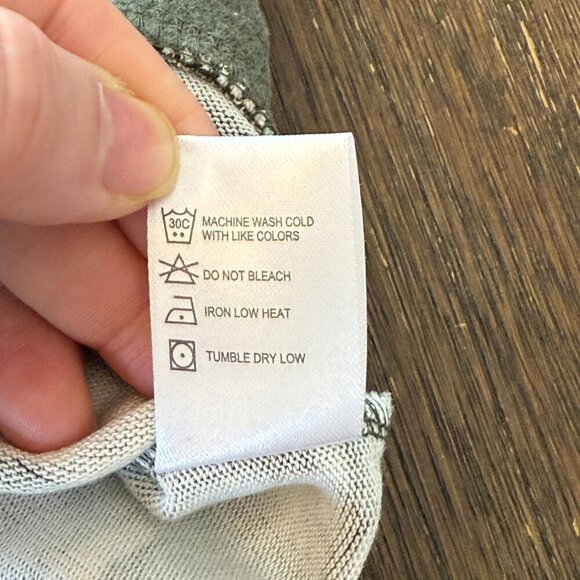 30C MACHINE WASH COLD
WITH LIKE COLORS
DO NOT BLEACH
IRON LOW HEAT
TUMBLE DRY LOW